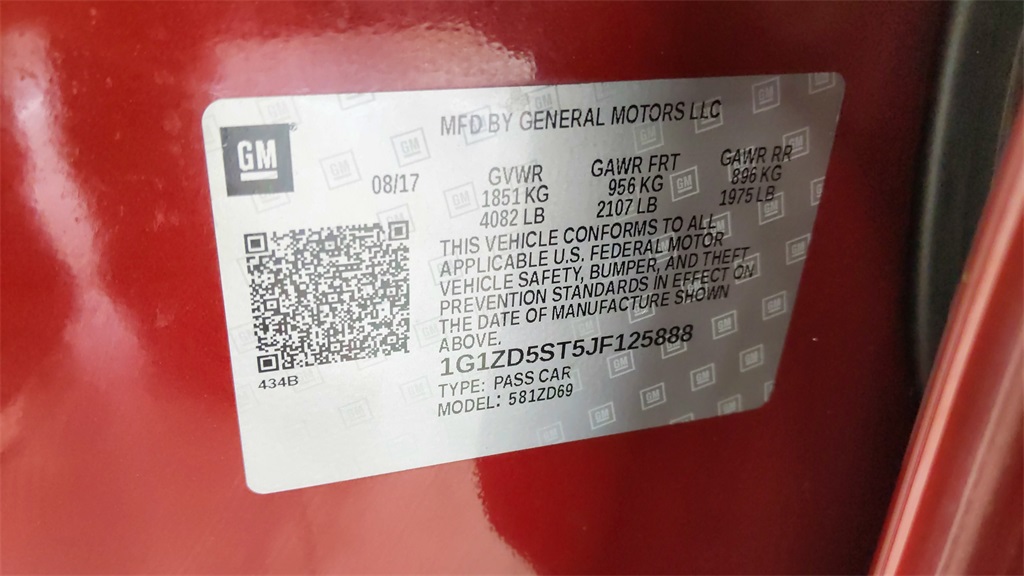 MFD BY GENERAL MOTORS LLC
GM
08/17
GVWR GAWR FRT GAWR RR
1851 KG 956 KG 896 KG
4082 LB 2107 LB 1975 LB
THIS VEHICLE CONFORMS TO ALL
APPLICABLE U.S. FEDERAL MOTOR
VEHICLE SAFETY, BUMPER, AND THEFT
PREVENTION STANDARDS IN EFFECT ON
THE DATE OF MANUFACTURE SHOWN
ABOVE.
1G1ZD5ST5JF125888
434B
TYPE: PASS CAR
MODEL: 581ZD69